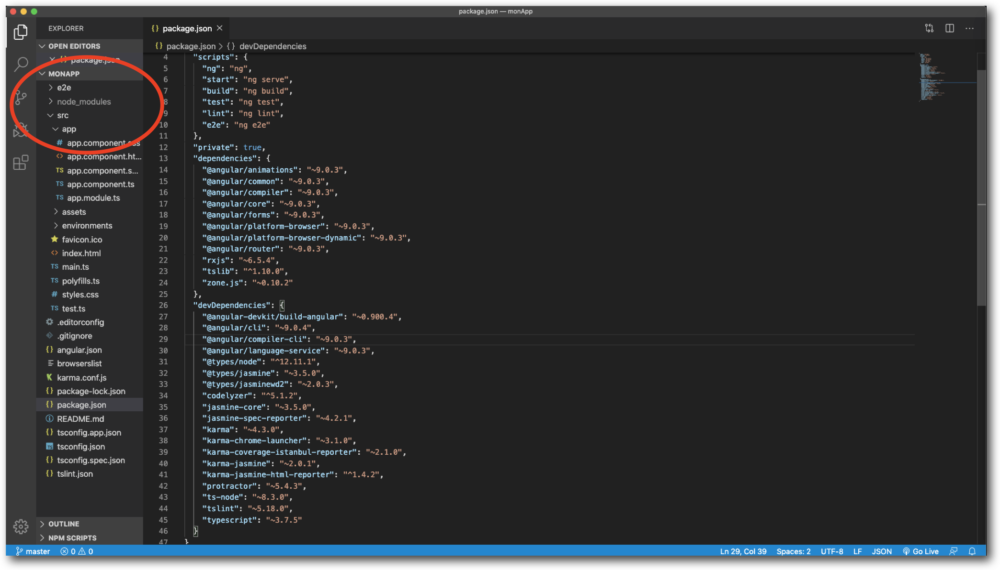 package.json — monApp
EXPLORER
OPEN EDITORS
package.json
MONAPP
e2e
node_modules
src
app
# app.component.css
<> app.component.ht...
TS app.component.s...
TS app.component.ts
TS app.module.ts
assets
environments
favicon.ico
<> index.html
TS main.ts
TS polyfills.ts
# styles.css
TS test.ts
.editorconfig
.gitignore
{} angular.json
browserslist
karma.conf.js
{} package-lock.json
{} package.json
README.md
{} tsconfig.app.json
TS tsconfig.json
{} tsconfig.spec.json
{} tslint.json
OUTLINE
NPM SCRIPTS
{} package.json
{} package.json > {} devDependencies
4 "scripts": {
5 "ng": "ng",
6 "start": "ng serve",
7 "build": "ng build",
8 "test": "ng test",
9 "lint": "ng lint",
10 "e2e": "ng e2e"
11 },
12 "private": true,
13 "dependencies": {
14 "@angular/animations": "~9.0.3",
15 "@angular/common": "~9.0.3",
16 "@angular/compiler": "~9.0.3",
17 "@angular/core": "~9.0.3",
18 "@angular/forms": "~9.0.3",
19 "@angular/platform-browser": "~9.0.3",
20 "@angular/platform-browser-dynamic": "~9.0.3",
21 "@angular/router": "~9.0.3",
22 "rxjs": "~6.5.4",
23 "tslib": "^1.10.0",
24 "zone.js": "~0.10.2"
25 },
26 "devDependencies": {
27 "@angular-devkit/build-angular": "~0.900.4",
28 "@angular/cli": "~9.0.4",
29 "@angular/compiler-cli": "~9.0.3",
30 "@angular/language-service": "~9.0.3",
31 "@types/node": "^12.11.1",
32 "@types/jasmine": "~3.5.0",
33 "@types/jasminewd2": "~2.0.3",
34 "codelyzer": "^5.1.2",
35 "jasmine-core": "~3.5.0",
36 "jasmine-spec-reporter": "~4.2.1",
37 "karma": "~4.3.0",
38 "karma-chrome-launcher": "~3.1.0",
39 "karma-coverage-istanbul-reporter": "~2.1.0",
40 "karma-jasmine": "~2.0.1",
41 "karma-jasmine-html-reporter": "^1.4.2",
42 "protractor": "~5.4.3",
43 "ts-node": "~8.3.0",
44 "tslint": "~5.18.0",
45 "typescript": "~3.7.5"
46 }
47 }
master 0 0 Ln 29, Col 39 Spaces: 2 UTF-8 LF JSON Go Live